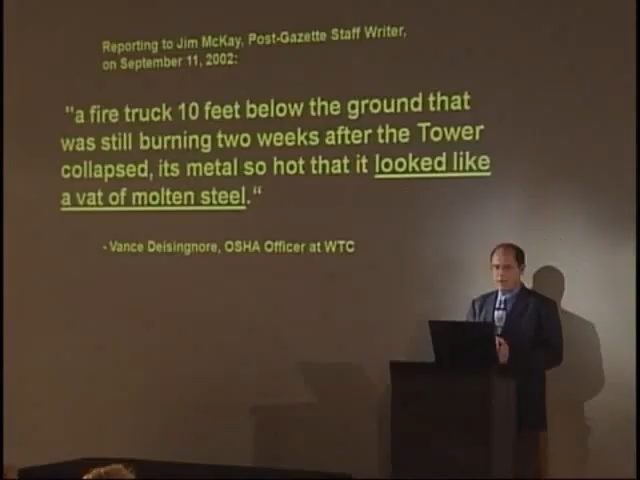 Reporting to Jim McKay, Post-Gazette Staff Writer,
on September 11, 2002:
"a fire truck 10 feet below the ground that
was still burning two weeks after the Tower
collapsed, its metal so hot that it looked like
a vat of molten steel."
- Vance Deisingnore, OSHA Officer at WTC